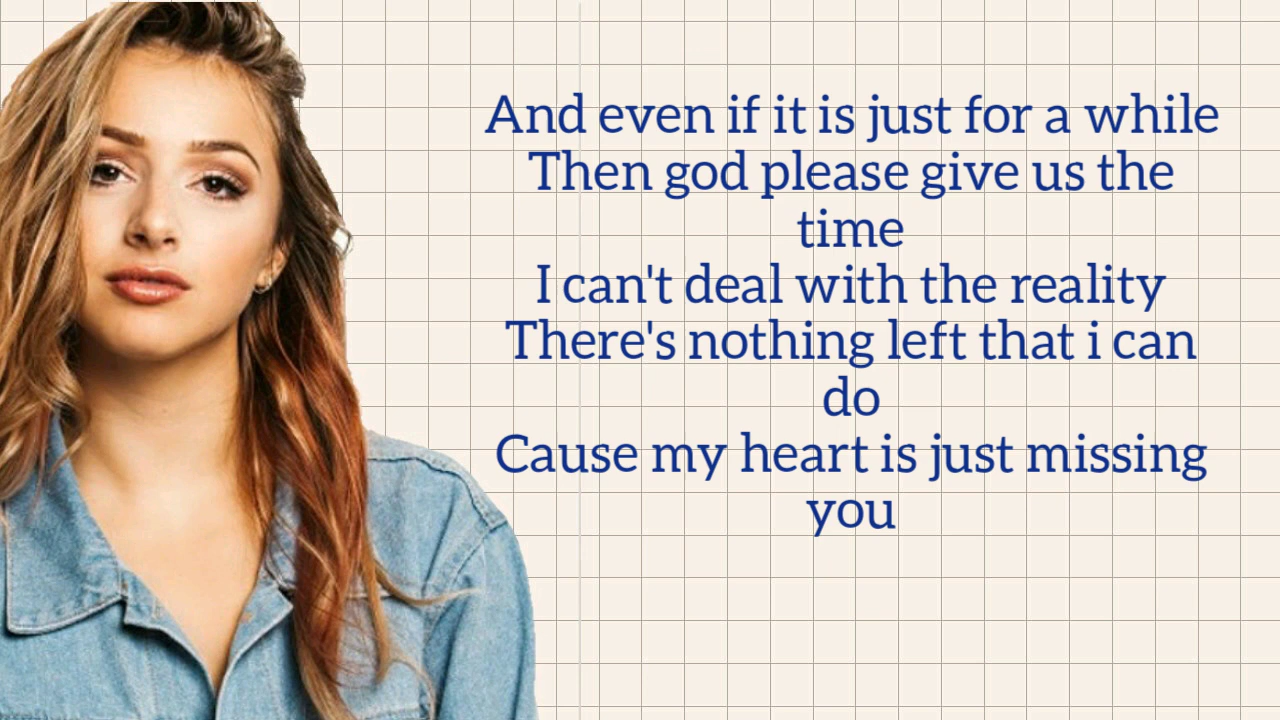 And even if it is just for a while
Then god please give us the
time
I can't deal with the reality
There's nothing left that i can
do
Cause my heart is just missing
you